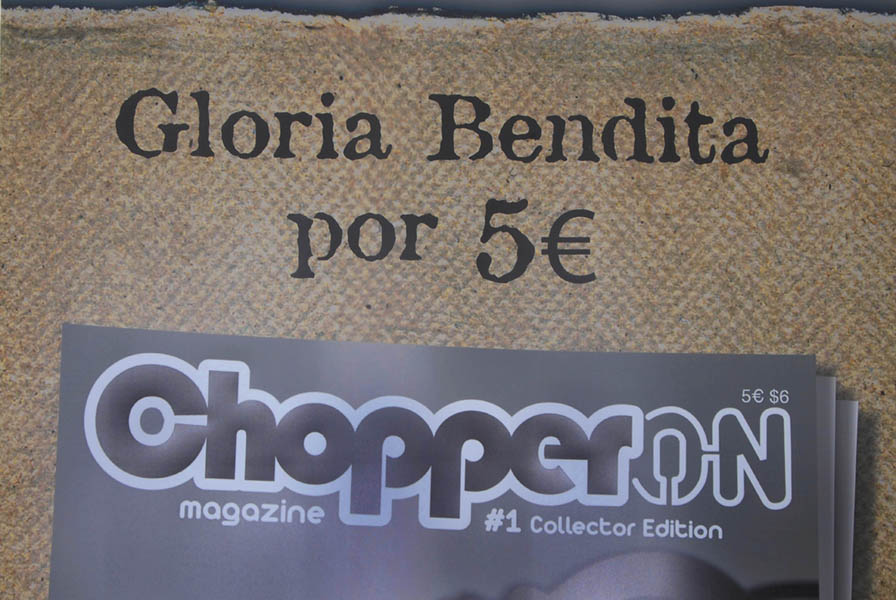 Gloria Bendita
por 5€
5€ $6
ChopperON
magazine
#1 Collector Edition